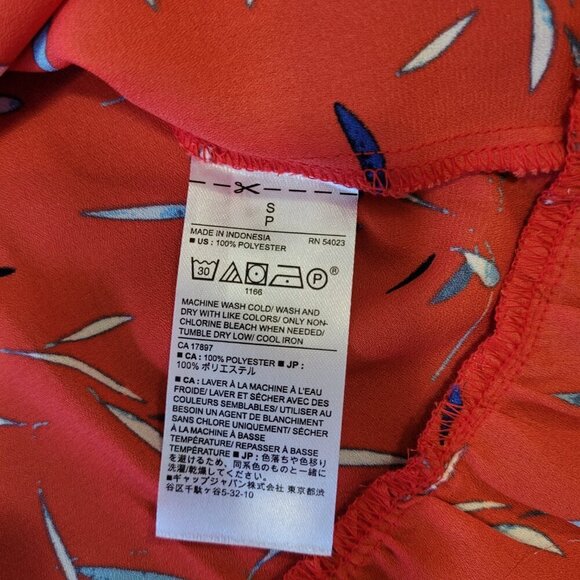 S
P
MADE IN INDONESIA RN 54023
■ US : 100% POLYESTER
30 P ®
1166
MACHINE WASH COLD/ WASH AND
DRY WITH LIKE COLORS/ ONLY NON-
CHLORINE BLEACH WHEN NEEDED/
TUMBLE DRY LOW/ COOL IRON
CA 17897
■ CA : 100% POLYESTER ■ JP :
100% ポリエステル
■ CA : LAVER À LA MACHINE À L'EAU
FROIDE/ LAVER ET SÉCHER AVEC DES
COULEURS SEMBLABLES/ UTILISER AU
BESOIN UN AGENT DE BLANCHIMENT
SANS CHLORE UNIQUEMENT/ SÉCHER
À LA MACHINE À BASSE
TEMPÉRATURE/ REPASSER À BASSE
TEMPÉRATURE ■ JP : 色落ちや色移り
を避けるため、同系色のものと一緒に
洗濯/乾燥してください。
■ ギャップジャパン株式会社 東京都渋
谷区千駄ヶ谷5-32-10